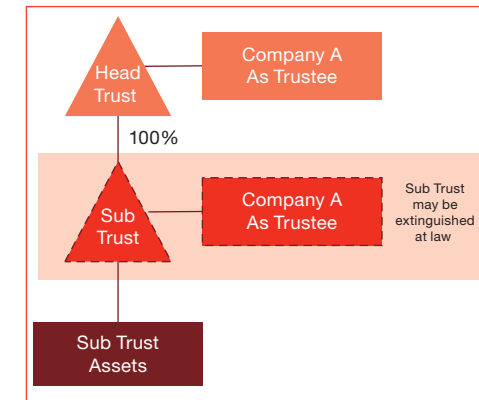 Head
Trust
Company A
As Trustee
100%
Sub
Trust
Company A
As Trustee
Sub Trust
may be
extinguished
at law
Sub Trust
Assets